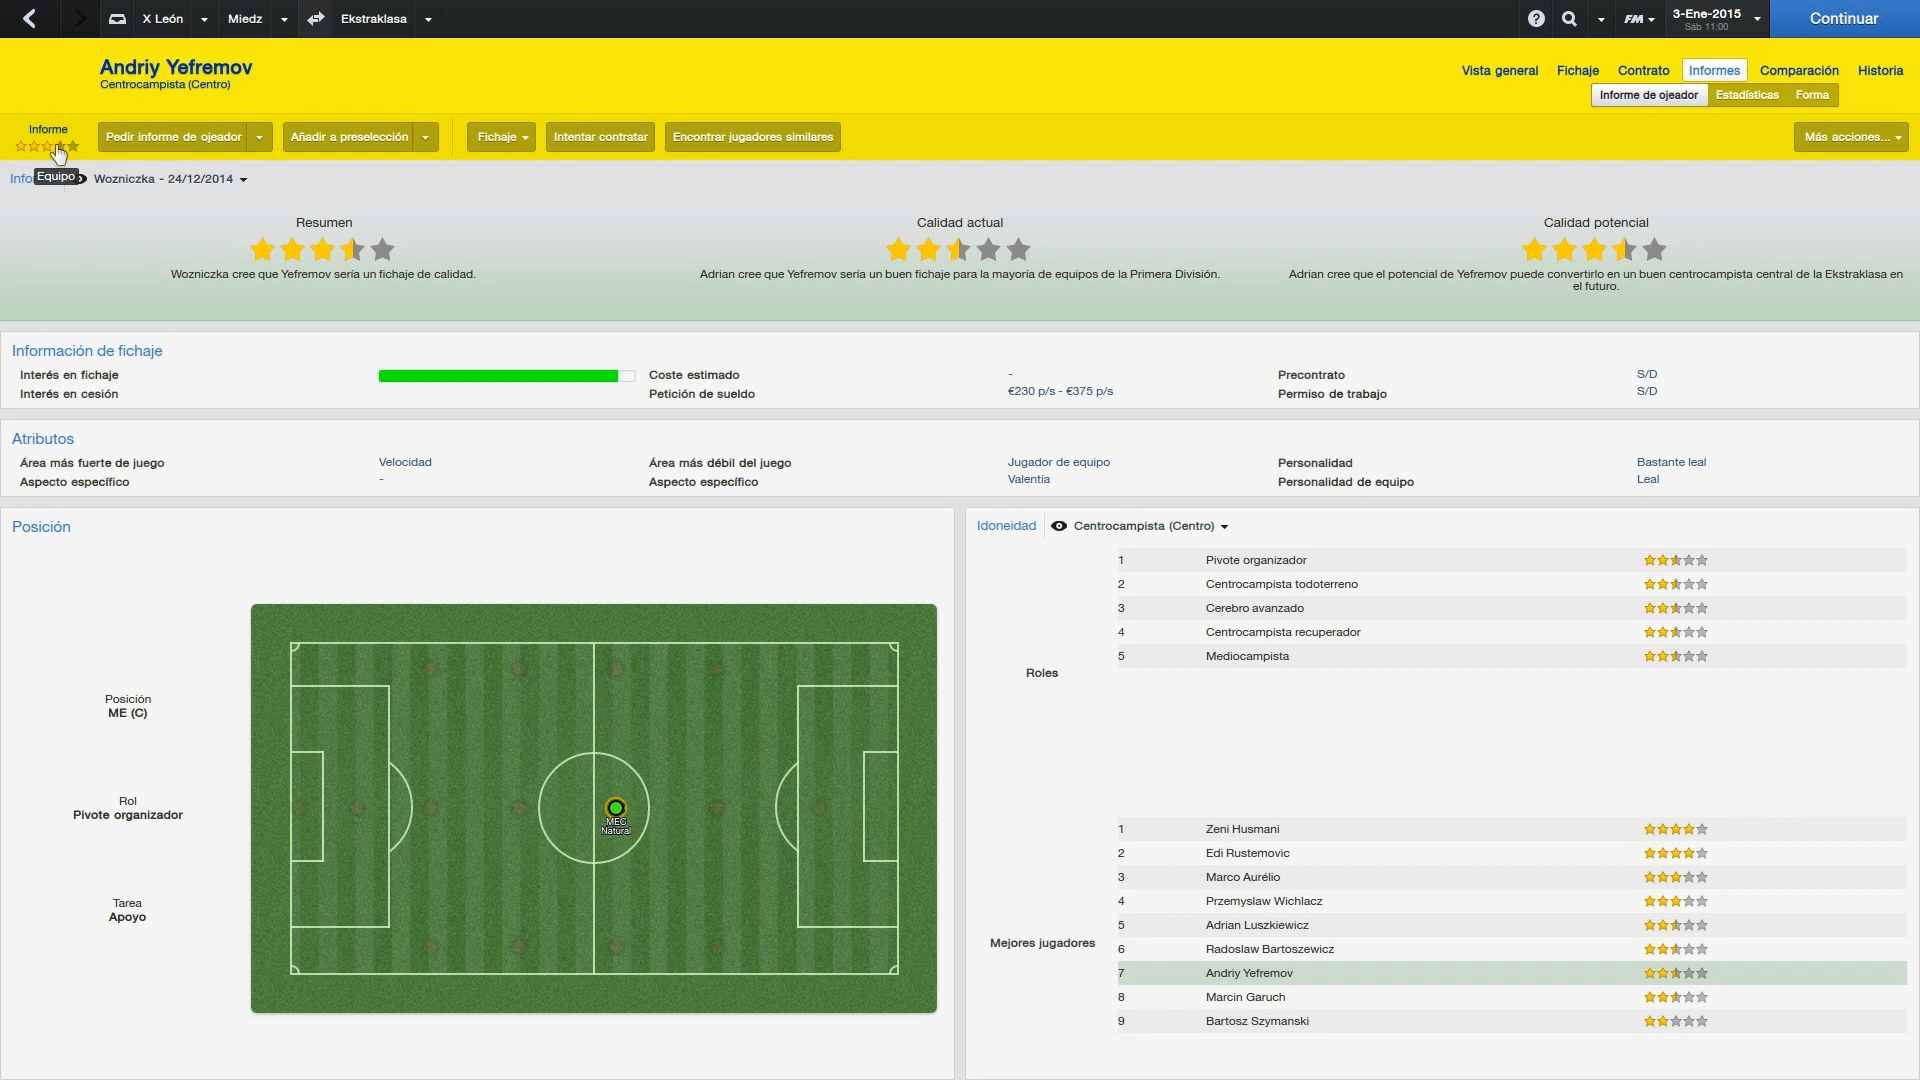 X León
Miedz
Ekstraklasa
FM
3-Ene-2015
Sáb 11:00
Continuar
Andriy Yefremov
Centrocampista (Centro)
Vista general
Fichaje
Contrato
Informes
Comparación
Historia
Informe de ojeador
Estadísticas
Forma
Informe
Pedir informe de ojeador
Añadir a preselección
Fichaje
Intentar contratar
Encontrar jugadores similares
Más acciones...
Info
Equipo
Wozniczka - 24/12/2014
Resumen
Wozniczka cree que Yefremov sería un fichaje de calidad.
Calidad actual
Adrian cree que Yefremov sería un buen fichaje para la mayoría de equipos de la Primera División.
Calidad potencial
Adrian cree que el potencial de Yefremov puede convertirlo en un buen centrocampista central de la Ekstraklasa en
el futuro.
Información de fichaje
Interés en fichaje
Coste estimado
-
Precontrato
S/D
Interés en cesión
Petición de sueldo
€230 p/s - €375 p/s
Permiso de trabajo
S/D
Atributos
Área más fuerte de juego
Velocidad
Área más débil del juego
Jugador de equipo
Personalidad
Bastante leal
Aspecto específico
-
Aspecto específico
Valentía
Personalidad de equipo
Leal
Posición
Posición
ME (C)
Rol
Pivote organizador
Tarea
Apoyo
MEC
Natural
Idoneidad
Centrocampista (Centro)
Roles
1 Pivote organizador
2 Centrocampista todoterreno
3 Cerebro avanzado
4 Centrocampista recuperador
5 Mediocampista
Mejores jugadores
1 Zeni Husmani
2 Edi Rustemovic
3 Marco Aurélio
4 Przemyslaw Wichlacz
5 Adrian Luszkiewicz
6 Radoslaw Bartoszewicz
7 Andriy Yefremov
8 Marcin Garuch
9 Bartosz Szymanski